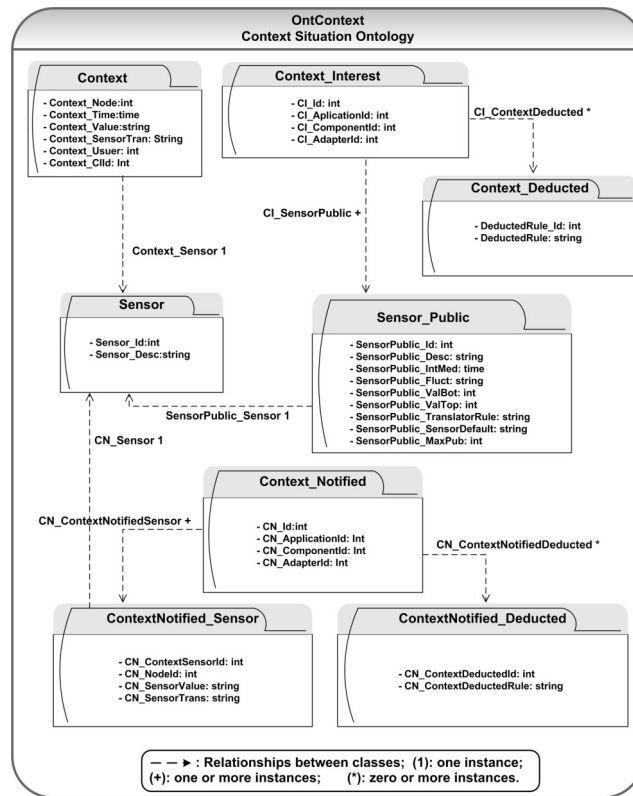 OntContext
Context Situation Ontology
Context
- Context_Node:int
- Context_Time:time
- Context_Value:string
- Context_SensorTran: String
- Context_Usuer: int
- Context_CIId: Int
Context_Interest
- CI_Id: int
- CI_AplicationId: int
- CI_ComponentId: int
- CI_AdapterId: int
CI_ContextDeducted *
Context_Deducted
- DeductedRule_Id: int
- DeductedRule: string
CI_SensorPublic +
Context_Sensor 1
Sensor
- Sensor_Id:int
- Sensor_Desc:string
Sensor_Public
- SensorPublic_Id: int
- SensorPublic_Desc: string
- SensorPublic_IntMed: time
- SensorPublic_Fluct: string
- SensorPublic_ValBot: int
- SensorPublic_ValTop: int
- SensorPublic_TranslatorRule: string
- SensorPublic_SensorDefault: string
- SensorPublic_MaxPub: int
SensorPublic_Sensor 1
CN_Sensor 1
Context_Notified
- CN_Id:int
- CN_ApplicationId: Int
- CN_ComponentId: Int
- CN_AdapterId: Int
CN_ContextNotifiedSensor +
CN_ContextNotifiedDeducted *
ContextNotified_Sensor
- CN_ContextSensorId: int
- CN_NodeId: int
- CN_SensorValue: string
- CN_SensorTrans: string
ContextNotified_Deducted
- CN_ContextDeductedId: int
- CN_ContextDeductedRule: string
: Relationships between classes; (1): one instance;
(+): one or more instances; (*): zero or more instances.